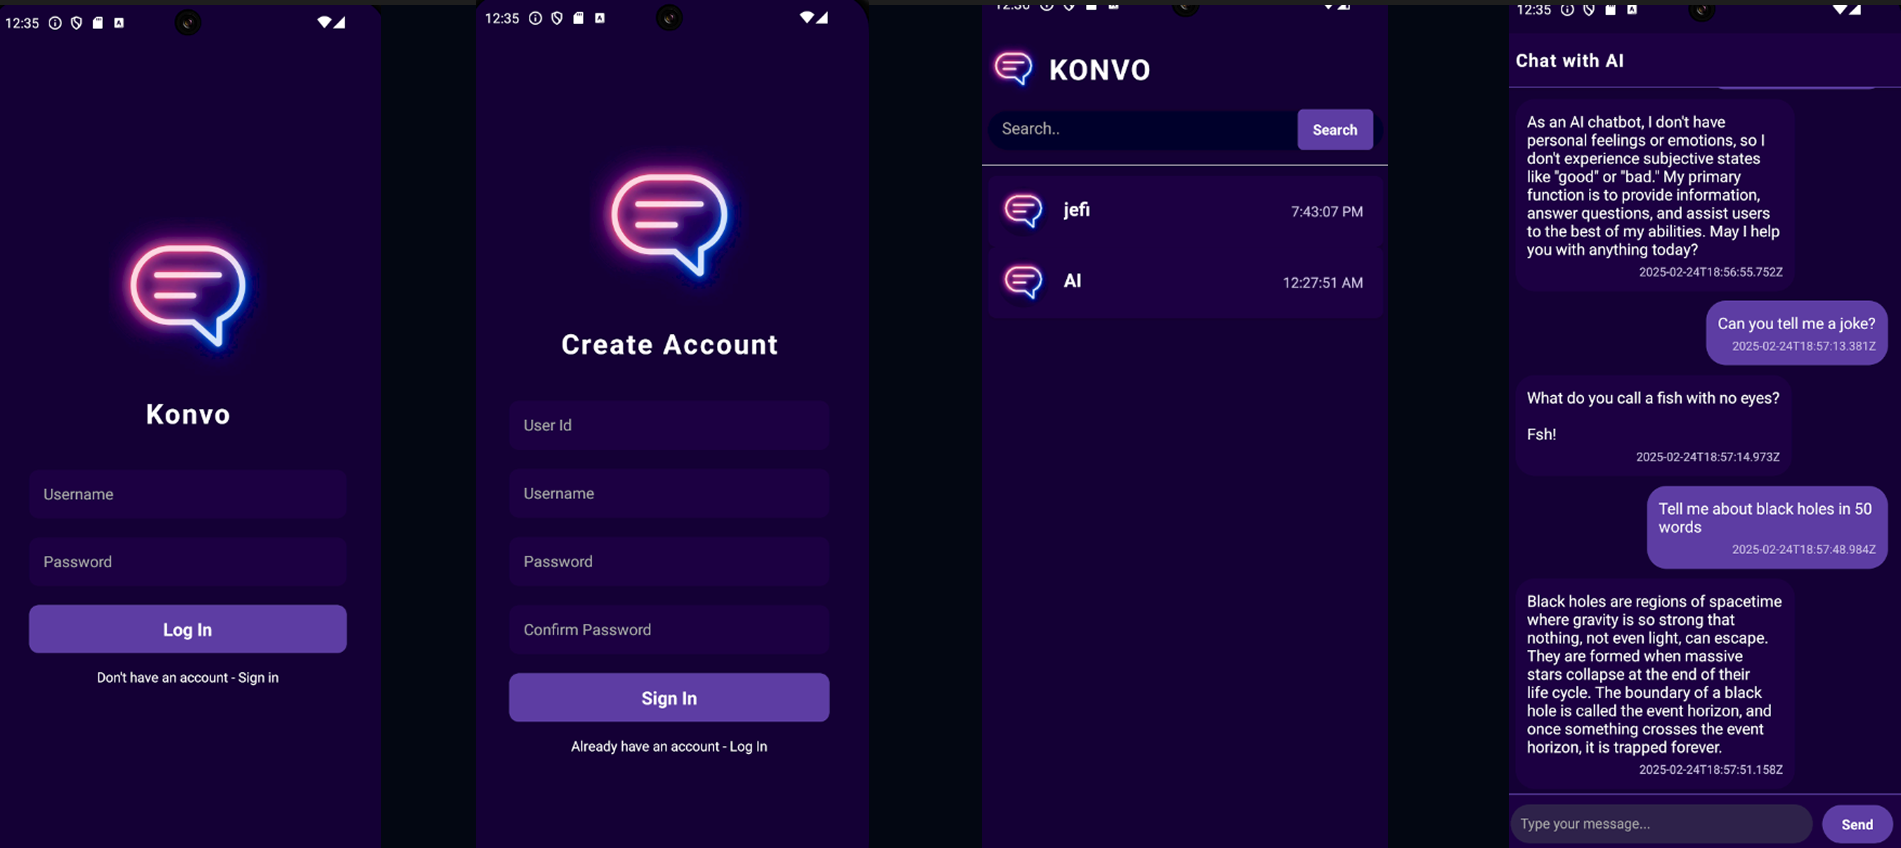 12:35
Konvo
Username
Password
Log In
Don't have an account - Sign in
12:35
Create Account
User Id
Username
Password
Confirm Password
Sign In
Already have an account - Log In
KONVO
Search..
Search
jefi
7:43:07 PM
AI
12:27:51 AM
12:35
Chat with AI
As an AI chatbot, I don't have
personal feelings or emotions, so I
don't experience subjective states
like "good" or "bad." My primary
function is to provide information,
answer questions, and assist users
to the best of my abilities. May I help
you with anything today?
2025-02-24T18:56:55.752Z
Can you tell me a joke?
2025-02-24T18:57:13.381Z
What do you call a fish with no eyes?
Fsh!
2025-02-24T18:57:14.973Z
Tell me about black holes in 50
words
2025-02-24T18:57:48.984Z
Black holes are regions of spacetime
where gravity is so strong that
nothing, not even light, can escape.
They are formed when massive
stars collapse at the end of their
life cycle. The boundary of a black
hole is called the event horizon, and
once something crosses the event
horizon, it is trapped forever.
2025-02-24T18:57:51.158Z
Type your message...
Send